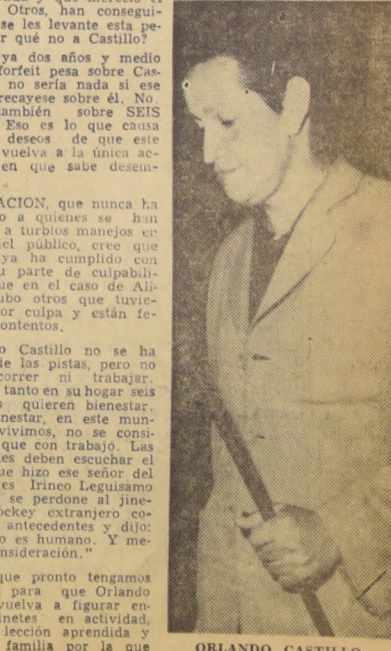 Otros, han consegui-
se les levante esta pe-
r qué no a Castillo?
ya dos años y medio
forfeit pesa sobre Cas-
no sería nada si ese
recayese sobre él. No.
también sobre SEIS
Eso es lo que causa
deseos de que este
vuelva a la única ac-
en que sabe desem-
ACION, que nunca ha
o a quienes se han
a turbios manejos en
del público, cree que
ya ha cumplido con
u parte de culpabili-
ue en el caso de Ali-
ubo otros que tuvie-
or culpa y están fe-
ontentos.
o Castillo no se ha
de las pistas, pero no
correr ni trabajar.
tanto en su hogar seis
quieren bienestar.
nestar, en este mun-
vivimos, no se consi-
que con trabajó. Las
es deben escuchar el
ue hizo ese señor del
es Irineo Leguisamo
se perdone al jine-
ockey extranjero co-
antecedentes y dijo:
o es humano. Y me-
nsideración."
que pronto tengamos
para que Orlando
vuelva a figurar en-
inetes en actividad,
lección aprendida y
familia por la que
ORLANDO CASTILLO